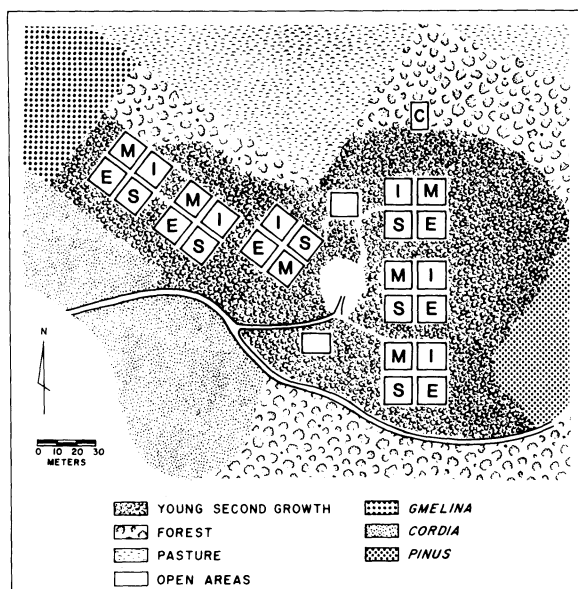 C
M I
E S
M I
E S
I S
E M
I M
S E
M I
S E
M I
S E
N
0 10 20 30
METERS
YOUNG SECOND GROWTH
FOREST
PASTURE
OPEN AREAS
GMELINA
CORDIA
PINUS